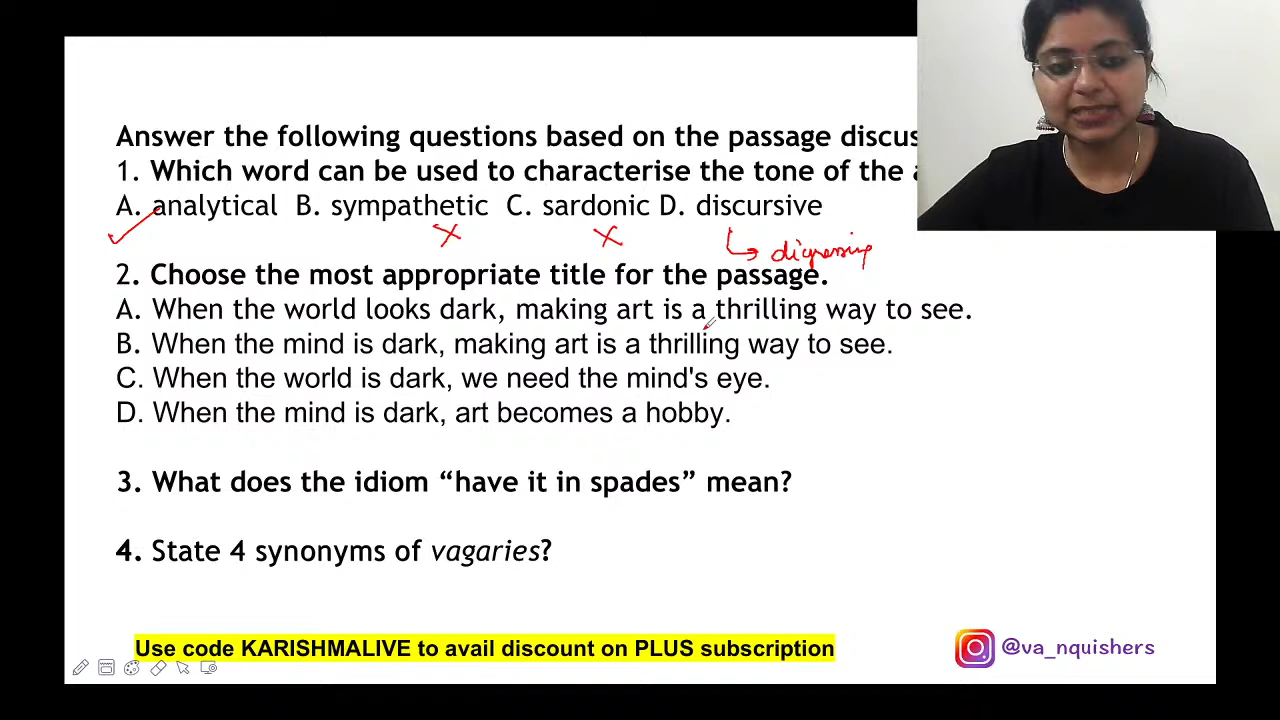 Answer the following questions based on the passage discus
1. Which word can be used to characterise the tone of the a
A. analytical B. sympathetic C. sardonic D. discursive
digressing
2. Choose the most appropriate title for the passage.
A. When the world looks dark, making art is a thrilling way to see.
B. When the mind is dark, making art is a thrilling way to see.
C. When the world is dark, we need the mind's eye.
D. When the mind is dark, art becomes a hobby.
3. What does the idiom “have it in spades” mean?
4. State 4 synonyms of vagaries?
Use code KARISHMALIVE to avail discount on PLUS subscription
@va_nquishers